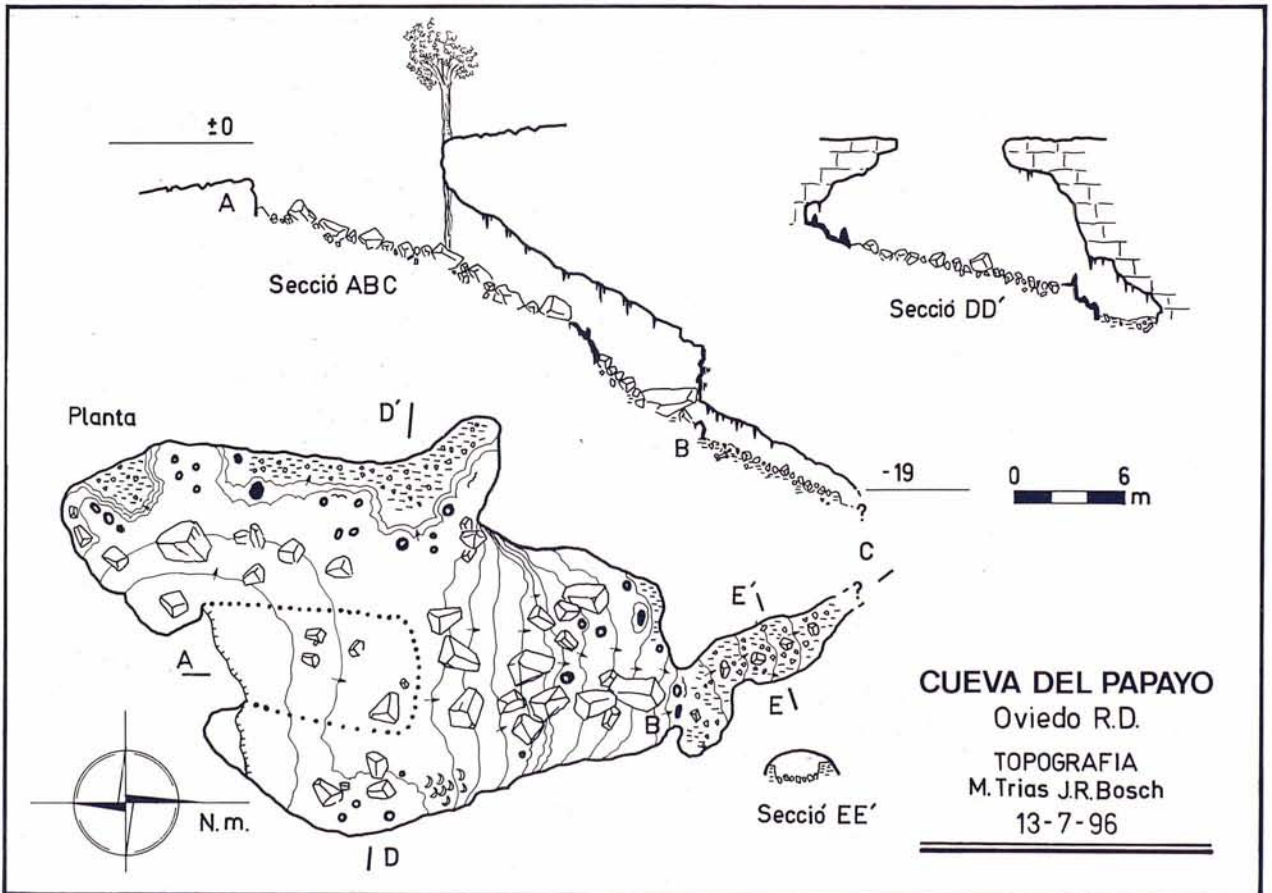 ±0
A
Secció ABC
Secció DD´
Planta
D´
B
-19
0 6 m
?
C
?
E´
A
E
B
N.m.
D
Secció EE´
CUEVA DEL PAPAYO
Oviedo R.D.
TOPOGRAFIA
M. Trias J.R. Bosch
13-7-96